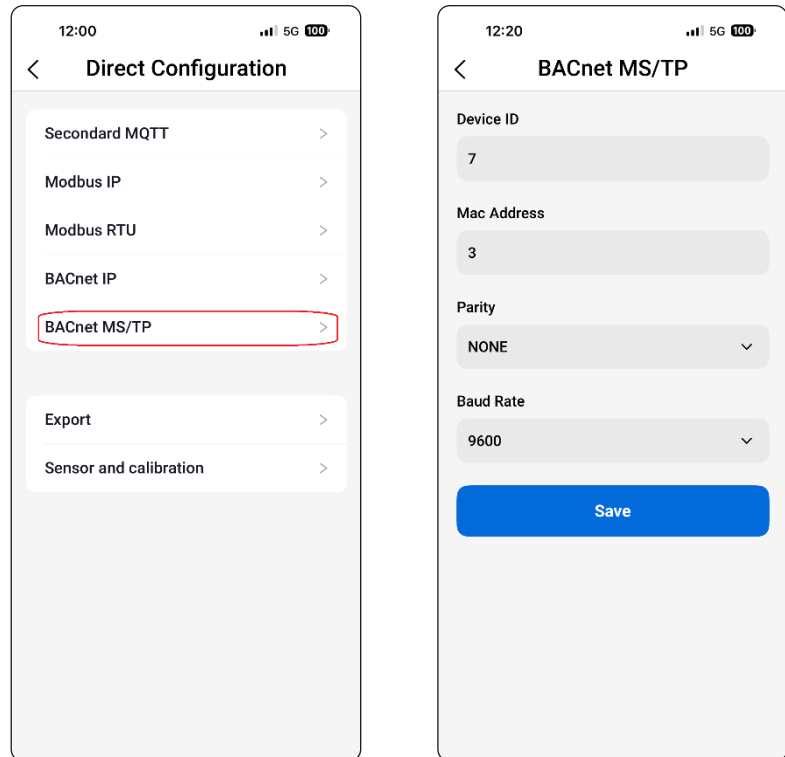 12:00 5G 100
Direct Configuration
Secondard MQTT
Modbus IP
Modbus RTU
BACnet IP
BACnet MS/TP
Export
Sensor and calibration
12:20 5G 100
BACnet MS/TP
Device ID
7
Mac Address
3
Parity
NONE
Baud Rate
9600
Save